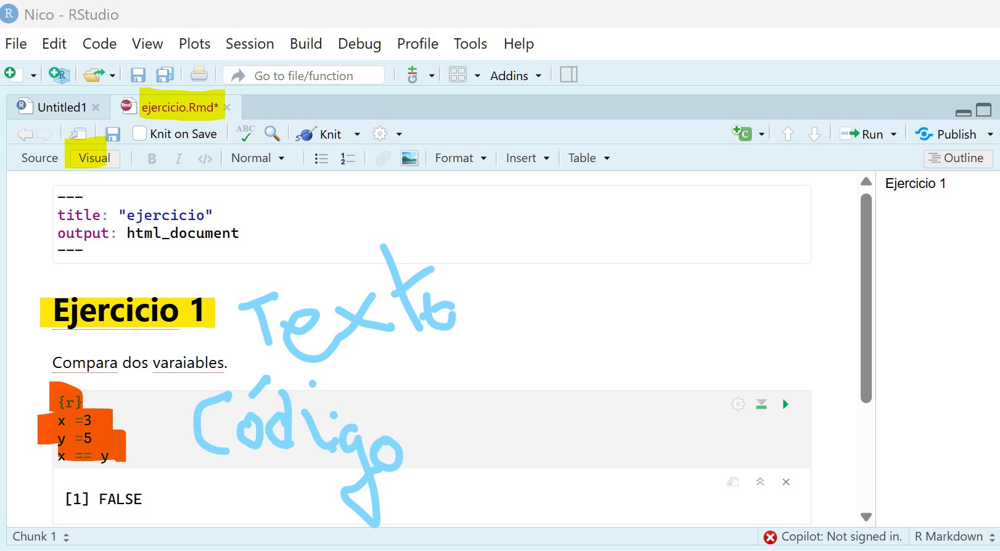 Nico - RStudio
File Edit Code View Plots Session Build Debug Profile Tools Help
Go to file/function Addins
Untitled1 ejercicio.Rmd*
Knit on Save ABC Knit C Run Publish
Source Visual B I </> Normal Format Insert Table Outline
---
title: "ejercicio"
output: html_document
---
Ejercicio 1
Texto
Compara dos varaiables.
Código
{r}
x =3
y =5
x == y
[1] FALSE
Ejercicio 1
Chunk 1 Copilot: Not signed in. R Markdown